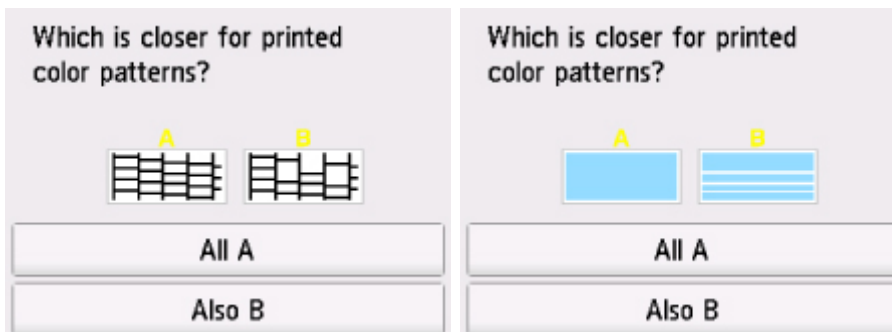 Which is closer for printed
color patterns?
A B
All A
Also B
Which is closer for printed
color patterns?
A B
All A
Also B